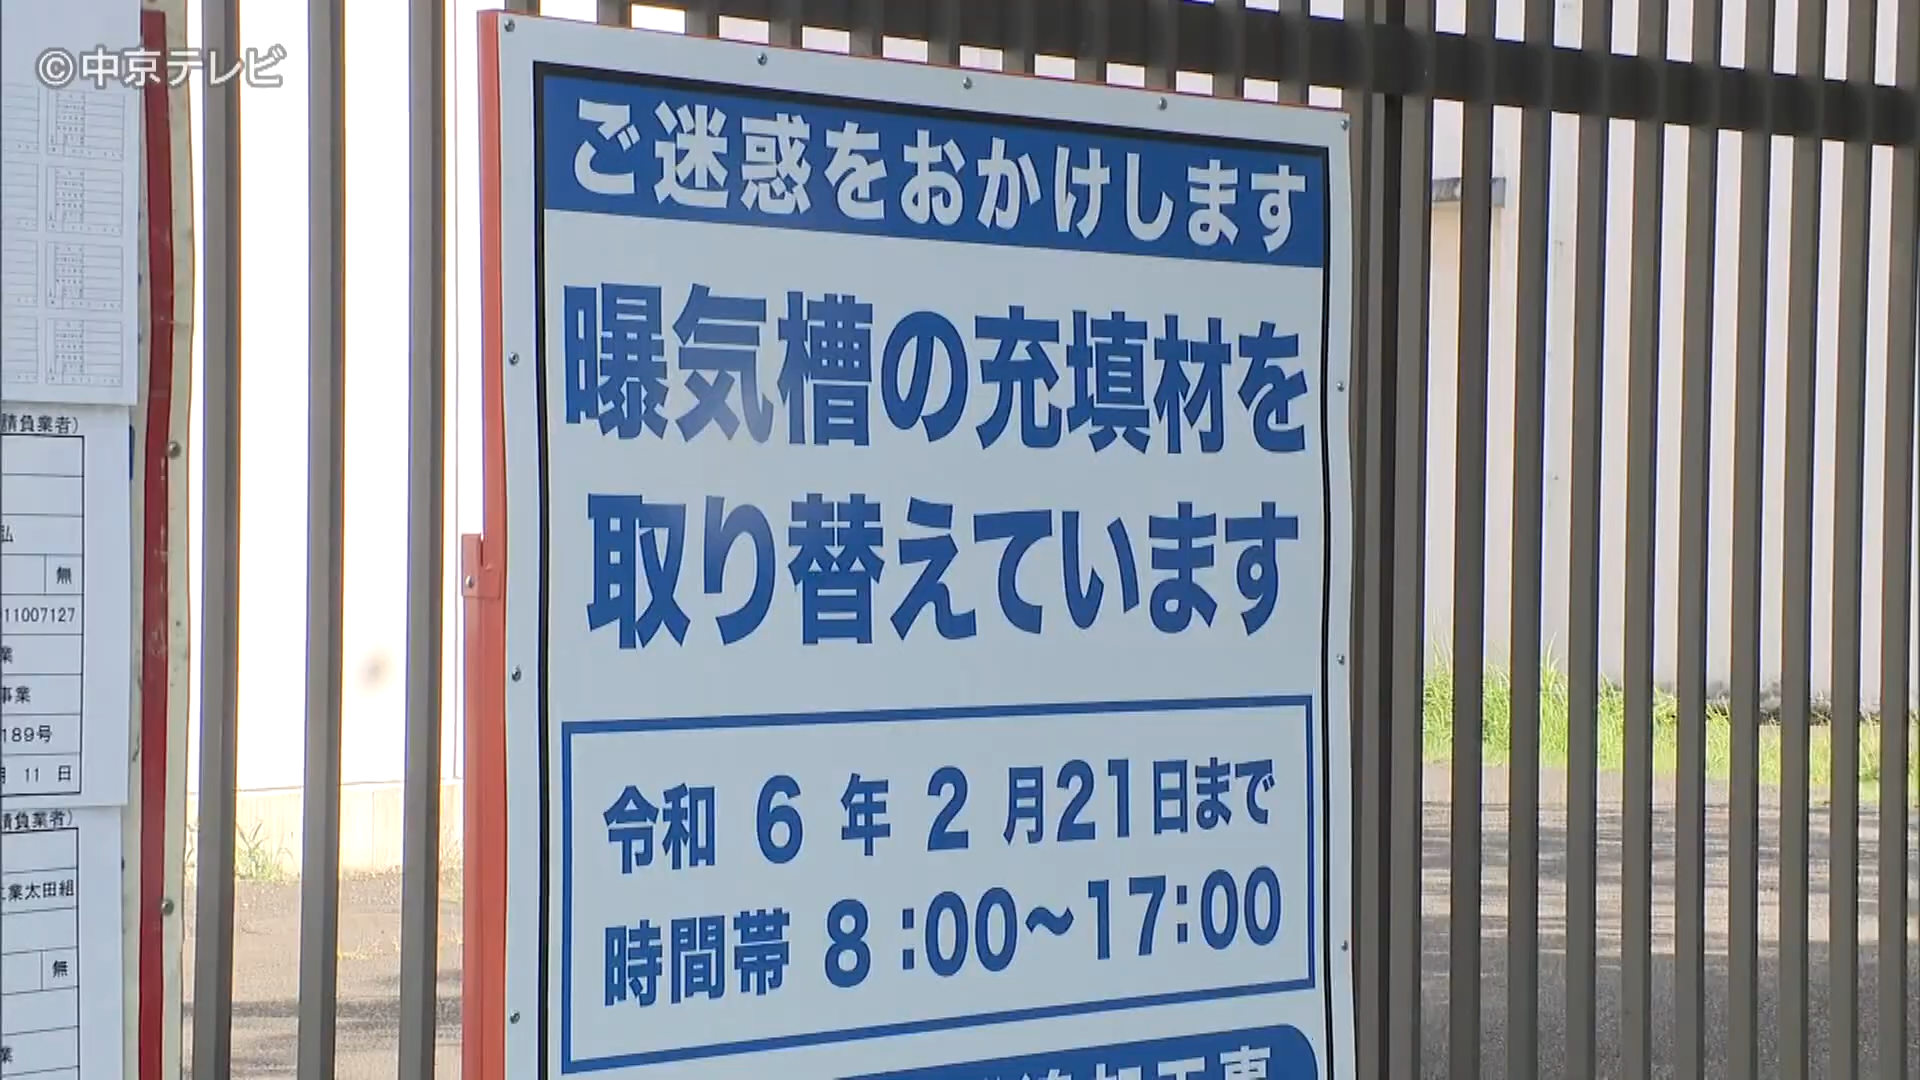 ©中京テレビ
ご迷惑をおかけします
曝気槽の充填材を
取り替えています
令和 6 年 2 月21日まで
時間帯 8:00～17:00
請負業者)
弘
無
11007127
業
事業
189号
月 11 日
請負業者)
工業太田組
無
業